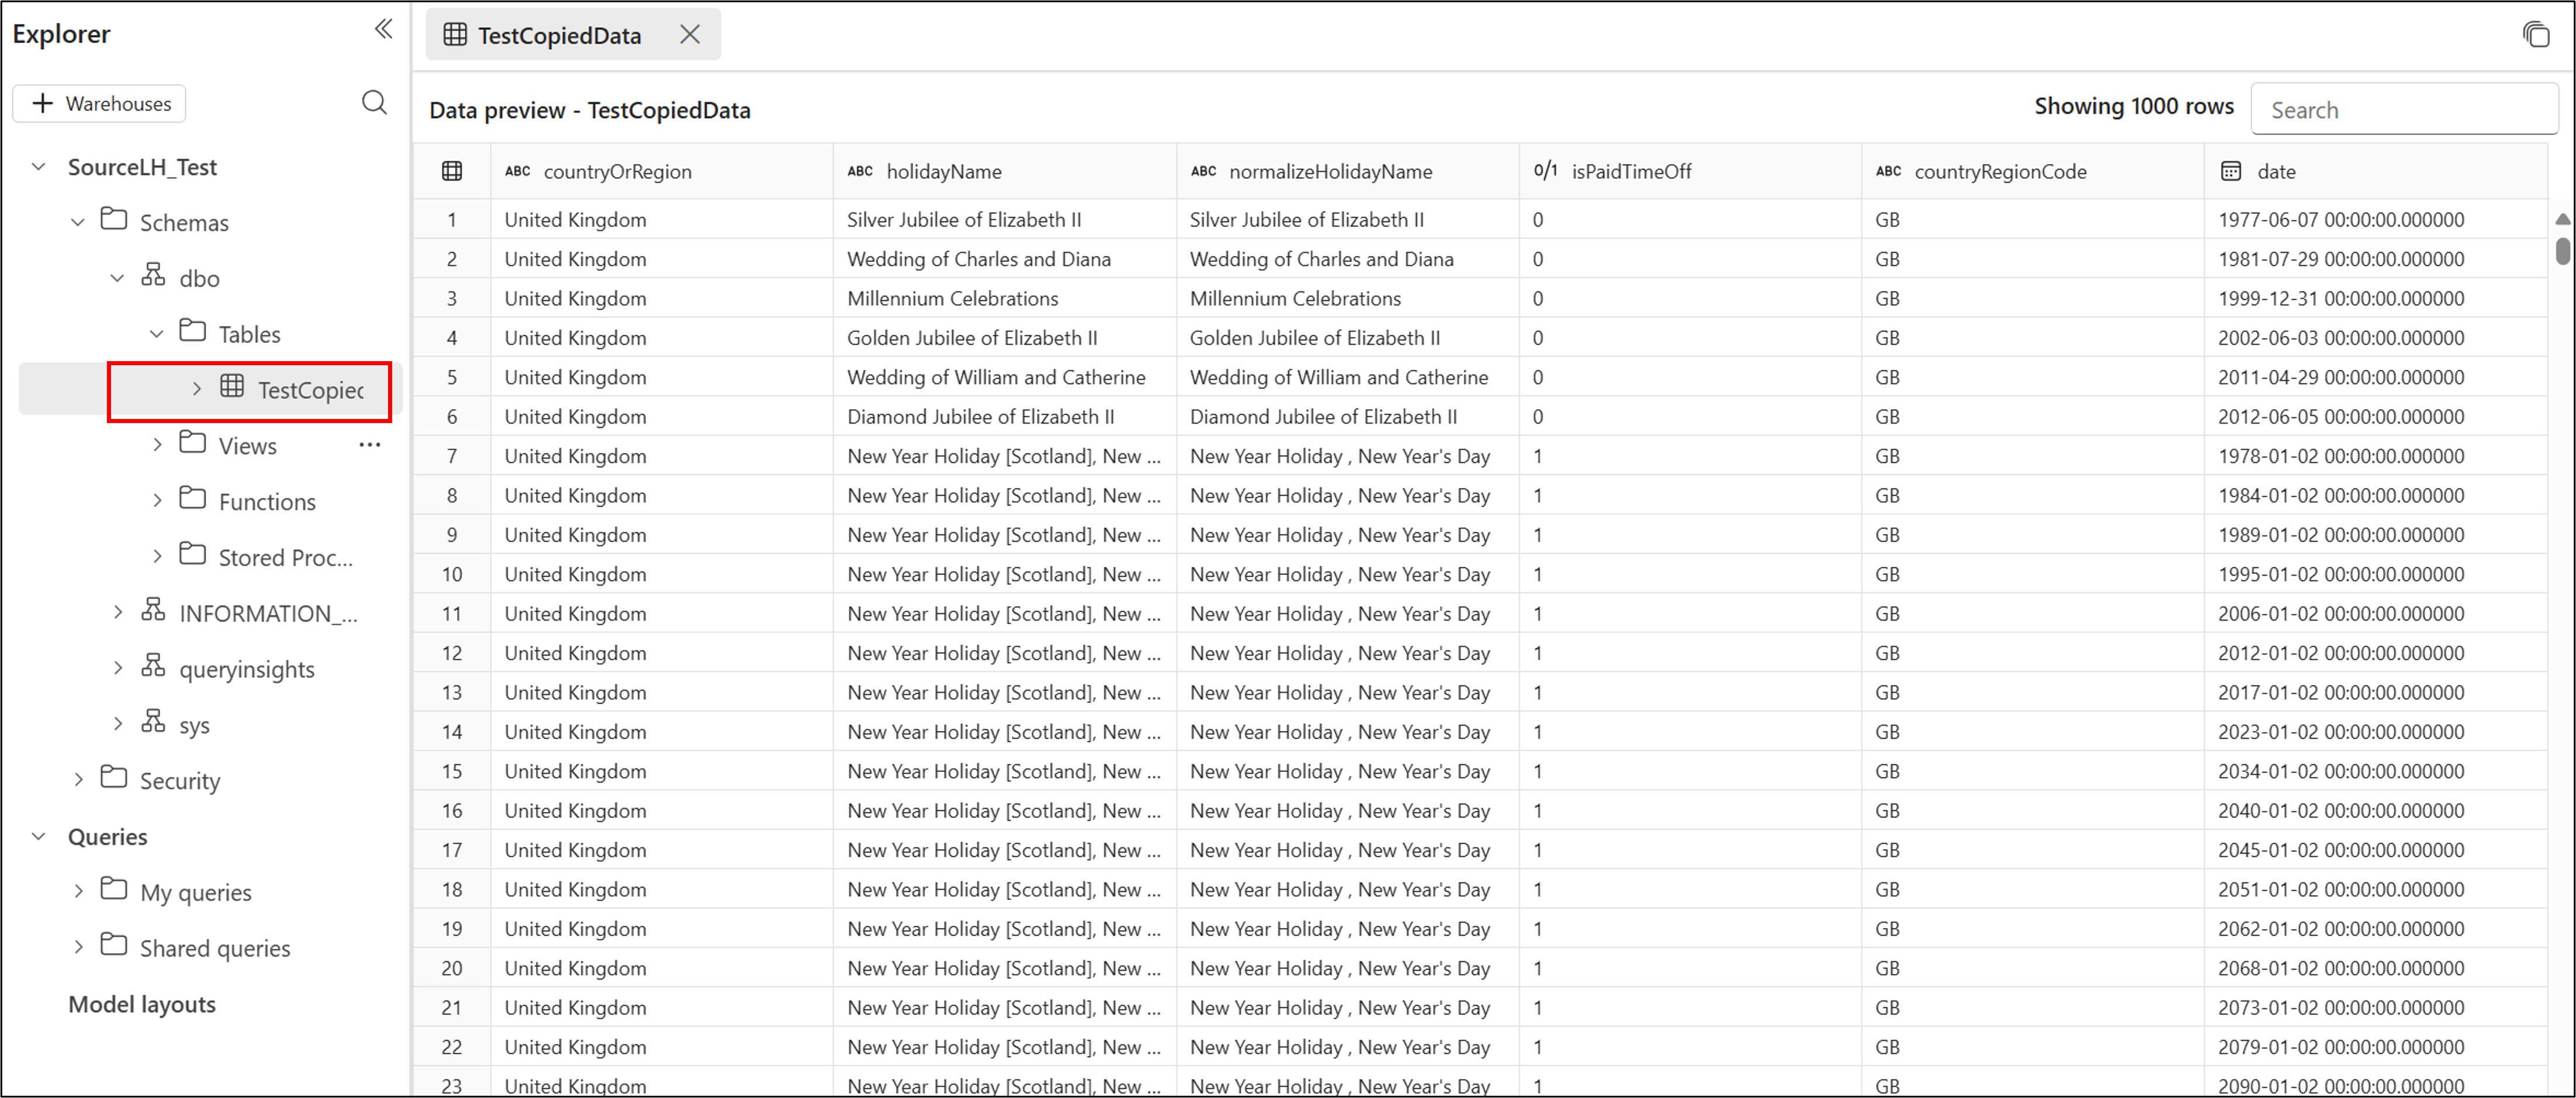 Explorer
+ Warehouses
SourceLH_Test
Schemas
dbo
Tables
TestCopied
Views ...
Functions
Stored Proc...
INFORMATION_...
queryinsights
sys
Security
Queries
My queries
Shared queries
Model layouts
TestCopiedData
Data preview - TestCopiedData Showing 1000 rows Search
ABC countryOrRegion ABC holidayName ABC normalizeHolidayName 0/1 isPaidTimeOff ABC countryRegionCode date
1 United Kingdom Silver Jubilee of Elizabeth II Silver Jubilee of Elizabeth II 0 GB 1977-06-07 00:00:00.000000
2 United Kingdom Wedding of Charles and Diana Wedding of Charles and Diana 0 GB 1981-07-29 00:00:00.000000
3 United Kingdom Millennium Celebrations Millennium Celebrations 0 GB 1999-12-31 00:00:00.000000
4 United Kingdom Golden Jubilee of Elizabeth II Golden Jubilee of Elizabeth II 0 GB 2002-06-03 00:00:00.000000
5 United Kingdom Wedding of William and Catherine Wedding of William and Catherine 0 GB 2011-04-29 00:00:00.000000
6 United Kingdom Diamond Jubilee of Elizabeth II Diamond Jubilee of Elizabeth II 0 GB 2012-06-05 00:00:00.000000
7 United Kingdom New Year Holiday [Scotland], New ... New Year Holiday , New Year's Day 1 GB 1978-01-02 00:00:00.000000
8 United Kingdom New Year Holiday [Scotland], New ... New Year Holiday , New Year's Day 1 GB 1984-01-02 00:00:00.000000
9 United Kingdom New Year Holiday [Scotland], New ... New Year Holiday , New Year's Day 1 GB 1989-01-02 00:00:00.000000
10 United Kingdom New Year Holiday [Scotland], New ... New Year Holiday , New Year's Day 1 GB 1995-01-02 00:00:00.000000
11 United Kingdom New Year Holiday [Scotland], New ... New Year Holiday , New Year's Day 1 GB 2006-01-02 00:00:00.000000
12 United Kingdom New Year Holiday [Scotland], New ... New Year Holiday , New Year's Day 1 GB 2012-01-02 00:00:00.000000
13 United Kingdom New Year Holiday [Scotland], New ... New Year Holiday , New Year's Day 1 GB 2017-01-02 00:00:00.000000
14 United Kingdom New Year Holiday [Scotland], New ... New Year Holiday , New Year's Day 1 GB 2023-01-02 00:00:00.000000
15 United Kingdom New Year Holiday [Scotland], New ... New Year Holiday , New Year's Day 1 GB 2034-01-02 00:00:00.000000
16 United Kingdom New Year Holiday [Scotland], New ... New Year Holiday , New Year's Day 1 GB 2040-01-02 00:00:00.000000
17 United Kingdom New Year Holiday [Scotland], New ... New Year Holiday , New Year's Day 1 GB 2045-01-02 00:00:00.000000
18 United Kingdom New Year Holiday [Scotland], New ... New Year Holiday , New Year's Day 1 GB 2051-01-02 00:00:00.000000
19 United Kingdom New Year Holiday [Scotland], New ... New Year Holiday , New Year's Day 1 GB 2062-01-02 00:00:00.000000
20 United Kingdom New Year Holiday [Scotland], New ... New Year Holiday , New Year's Day 1 GB 2068-01-02 00:00:00.000000
21 United Kingdom New Year Holiday [Scotland], New ... New Year Holiday , New Year's Day 1 GB 2073-01-02 00:00:00.000000
22 United Kingdom New Year Holiday [Scotland], New ... New Year Holiday , New Year's Day 1 GB 2079-01-02 00:00:00.000000
23 United Kingdom New Year Holiday [Scotland], New ... New Year Holiday , New Year's Day 1 GB 2090-01-02 00:00:00.000000